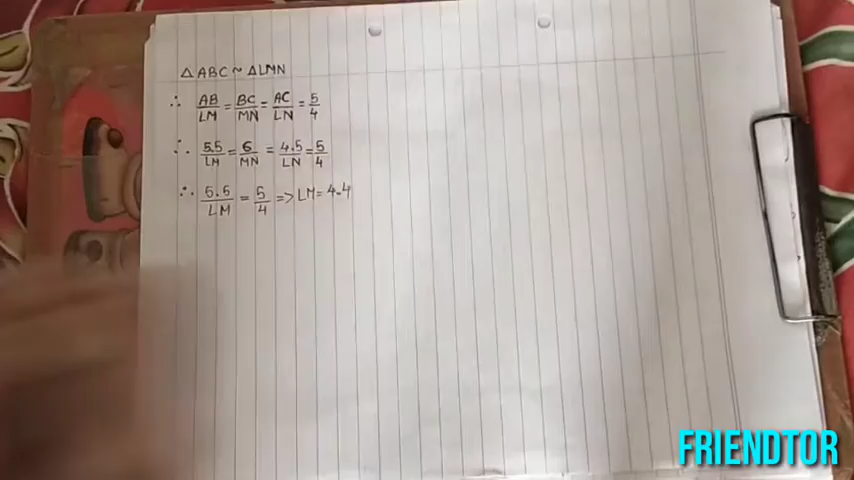 △ABC ~ △LMN
∴ AB/LM = BC/MN = AC/LN = 5/4
∴ 5.5/LM = 6/MN = 4.5/LN = 5/4
∴ 5.5/LM = 5/4 => LM = 4.4
FRIENDTOR